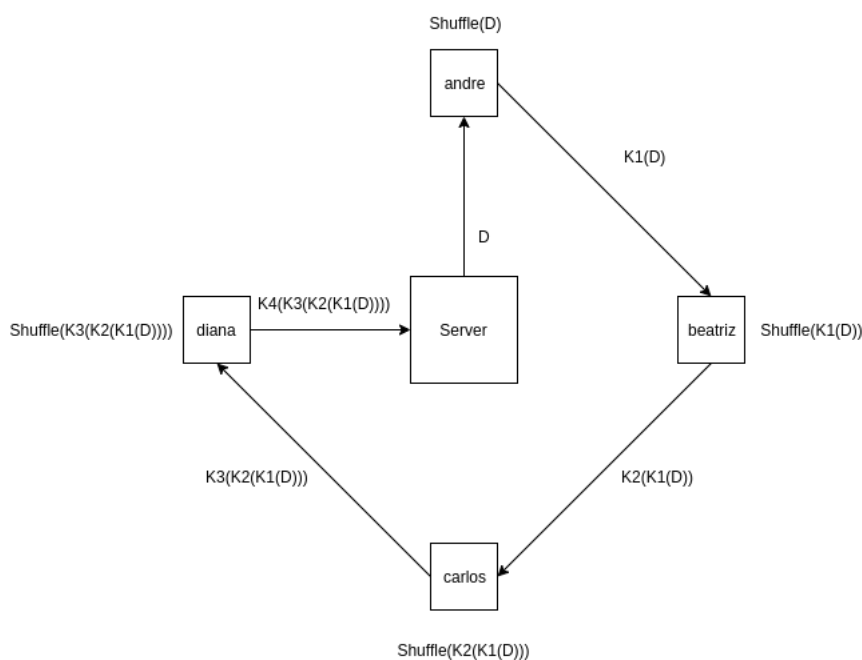 Shuffle(D)
andre
K1(D)
D
K4(K3(K2(K1(D))))
Shuffle(K3(K2(K1(D))))
diana
Server
beatriz
Shuffle(K1(D))
K3(K2(K1(D)))
K2(K1(D))
carlos
Shuffle(K2(K1(D)))